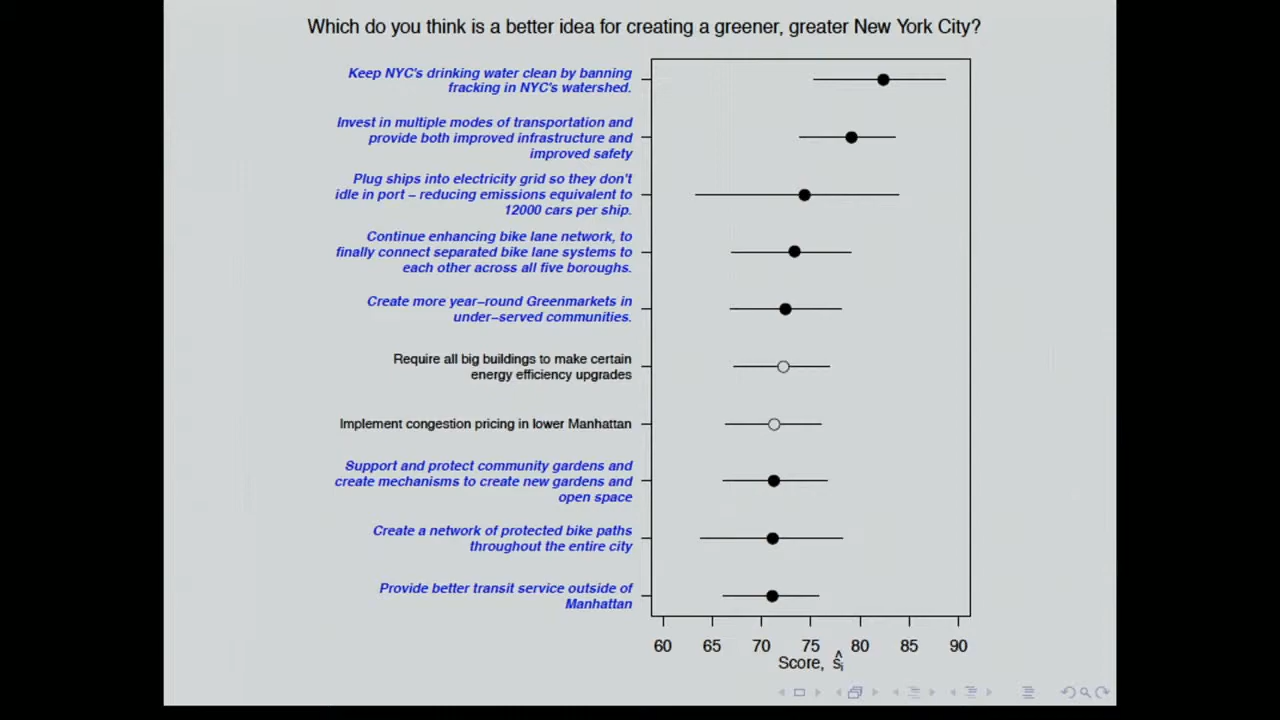 Which do you think is a better idea for creating a greener, greater New York City?
Keep NYC's drinking water clean by banning
fracking in NYC's watershed.
Invest in multiple modes of transportation and
provide both improved infrastructure and
improved safety
Plug ships into electricity grid so they don't
idle in port – reducing emissions equivalent to
12000 cars per ship.
Continue enhancing bike lane network, to
finally connect separated bike lane systems to
each other across all five boroughs.
Create more year–round Greenmarkets in
under–served communities.
Require all big buildings to make certain
energy efficiency upgrades
Implement congestion pricing in lower Manhattan
Support and protect community gardens and
create mechanisms to create new gardens and
open space
Create a network of protected bike paths
throughout the entire city
Provide better transit service outside of
Manhattan
60 65 70 75 80 85 90
Score, ŝi